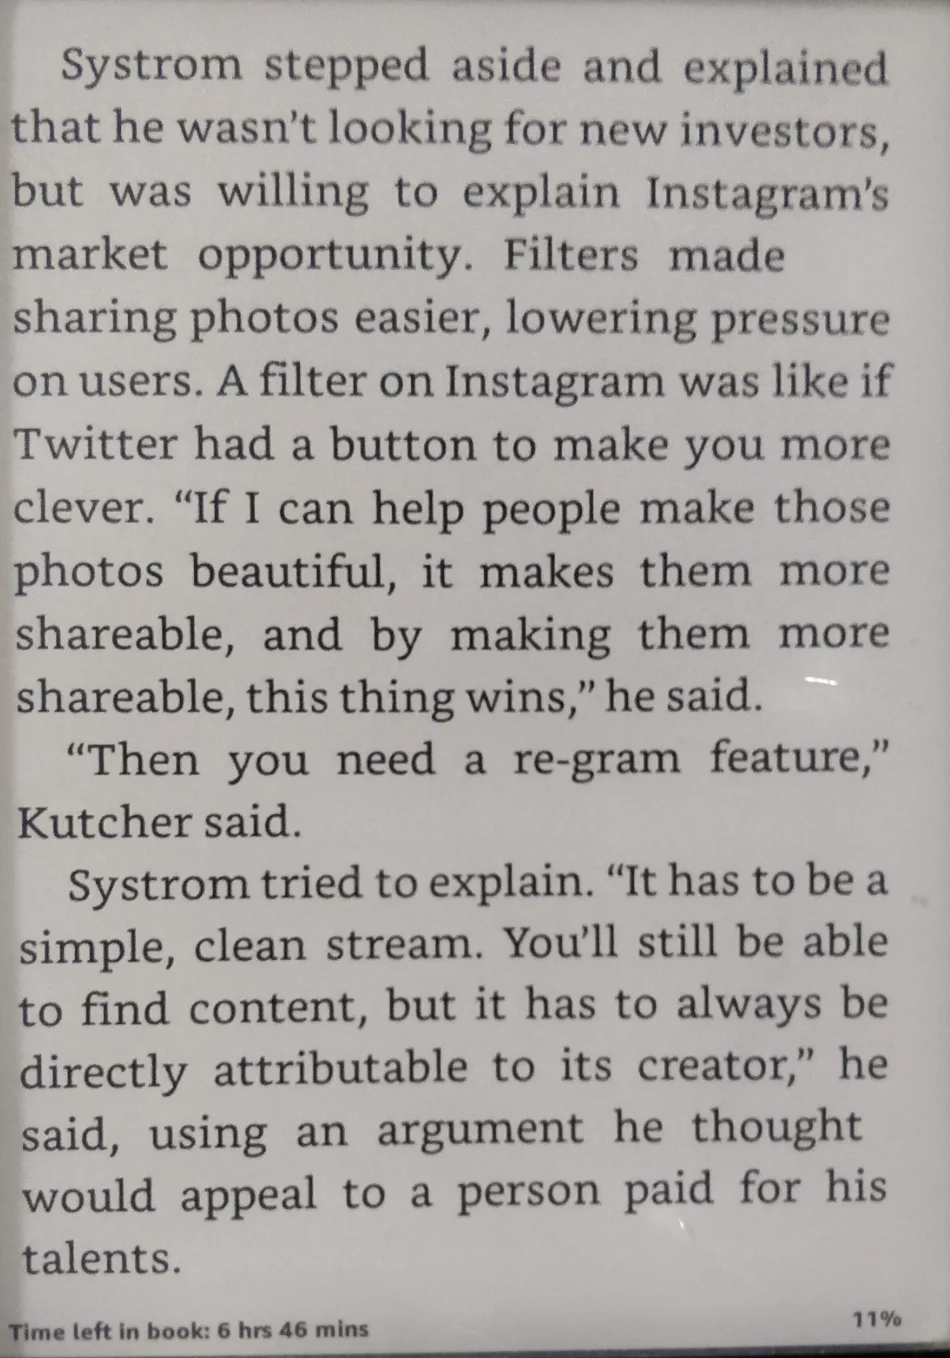 Systrom stepped aside and explained
that he wasn't looking for new investors,
but was willing to explain Instagram's
market opportunity. Filters made
sharing photos easier, lowering pressure
on users. A filter on Instagram was like if
Twitter had a button to make you more
clever. “If I can help people make those
photos beautiful, it makes them more
shareable, and by making them more
shareable, this thing wins,” he said.
“Then you need a re-gram feature,”
Kutcher said.
Systrom tried to explain. “It has to be a
simple, clean stream. You'll still be able
to find content, but it has to always be
directly attributable to its creator,” he
said, using an argument he thought
would appeal to a person paid for his
talents.
Time left in book: 6 hrs 46 mins 11%